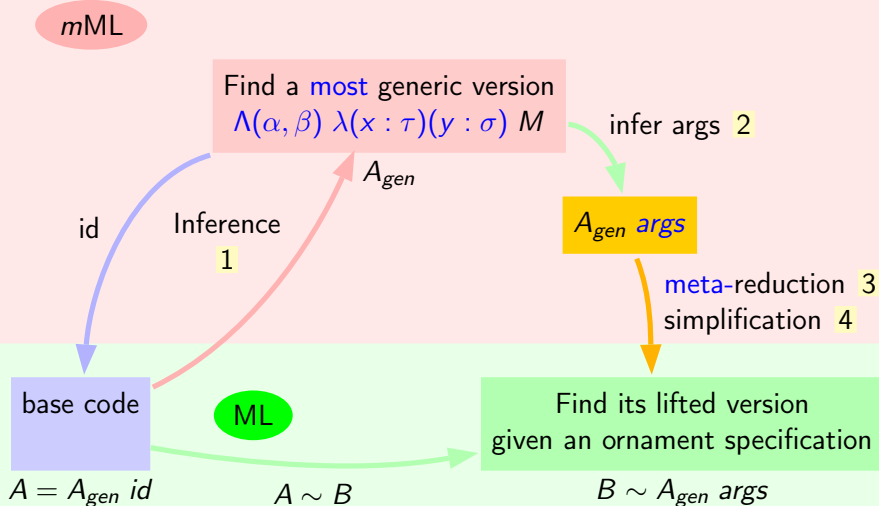 mML
Find a most generic version
Λ(α, β) λ(x : τ)(y : σ) M
infer args 2
A_gen
id
Inference
1
A_gen args
meta-reduction 3
simplification 4
base code
ML
Find its lifted version
given an ornament specification
A = A_gen id
A ∼ B
B ∼ A_gen args